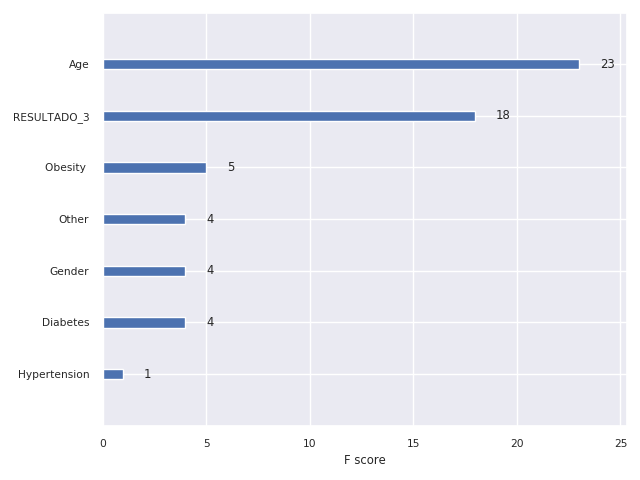 Age 23
RESULTADO_3 18
Obesity 5
Other 4
Gender 4
Diabetes 4
Hypertension 1
0 5 10 15 20 25
F score